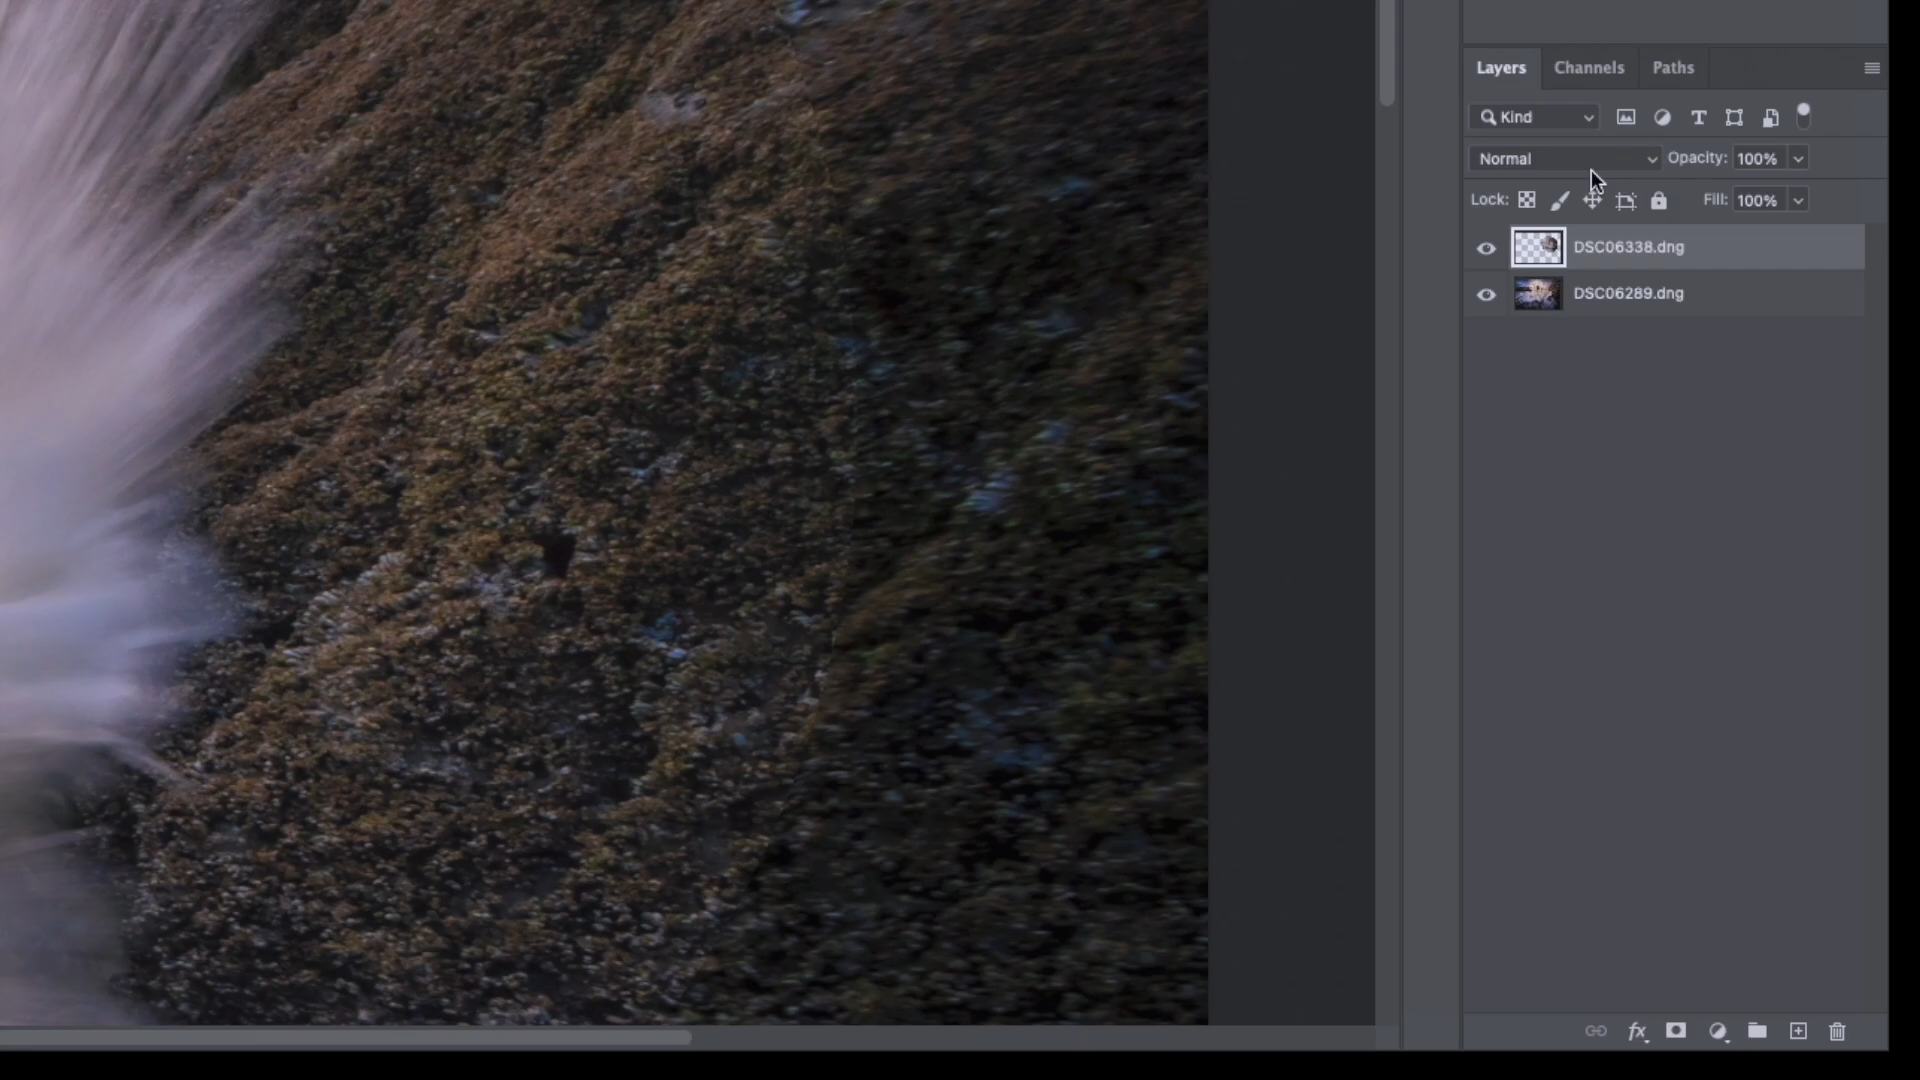 Layers Channels Paths
Kind
Normal Opacity: 100%
Lock: Fill: 100%
DSC06338.dng
DSC06289.dng
fx